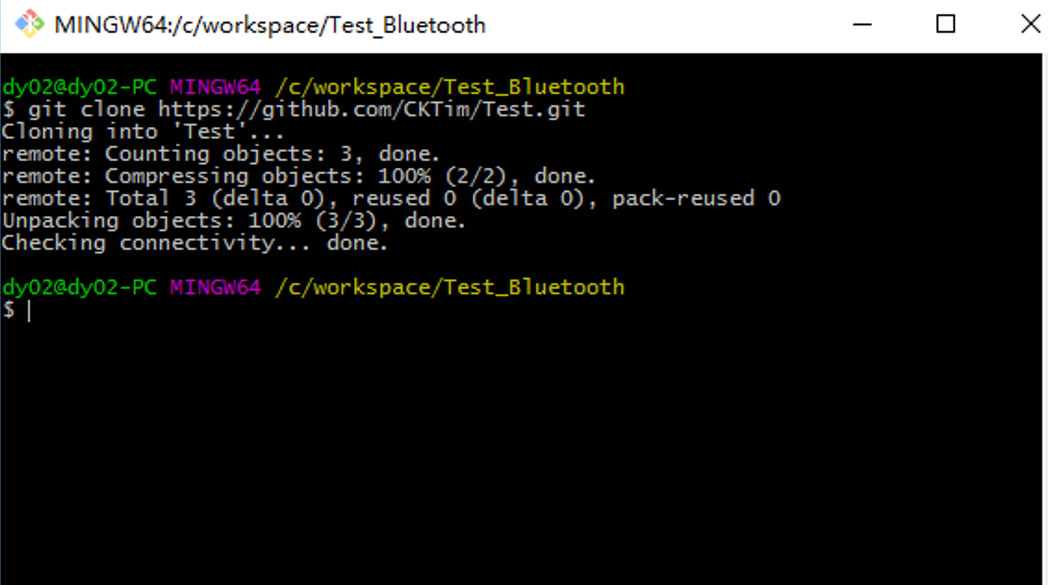 MINGW64:/c/workspace/Test_Bluetooth
dy02@dy02-PC MINGW64 /c/workspace/Test_Bluetooth
$ git clone https://github.com/CKTim/Test.git
Cloning into 'Test'...
remote: Counting objects: 3, done.
remote: Compressing objects: 100% (2/2), done.
remote: Total 3 (delta 0), reused 0 (delta 0), pack-reused 0
Unpacking objects: 100% (3/3), done.
Checking connectivity... done.
dy02@dy02-PC MINGW64 /c/workspace/Test_Bluetooth
$